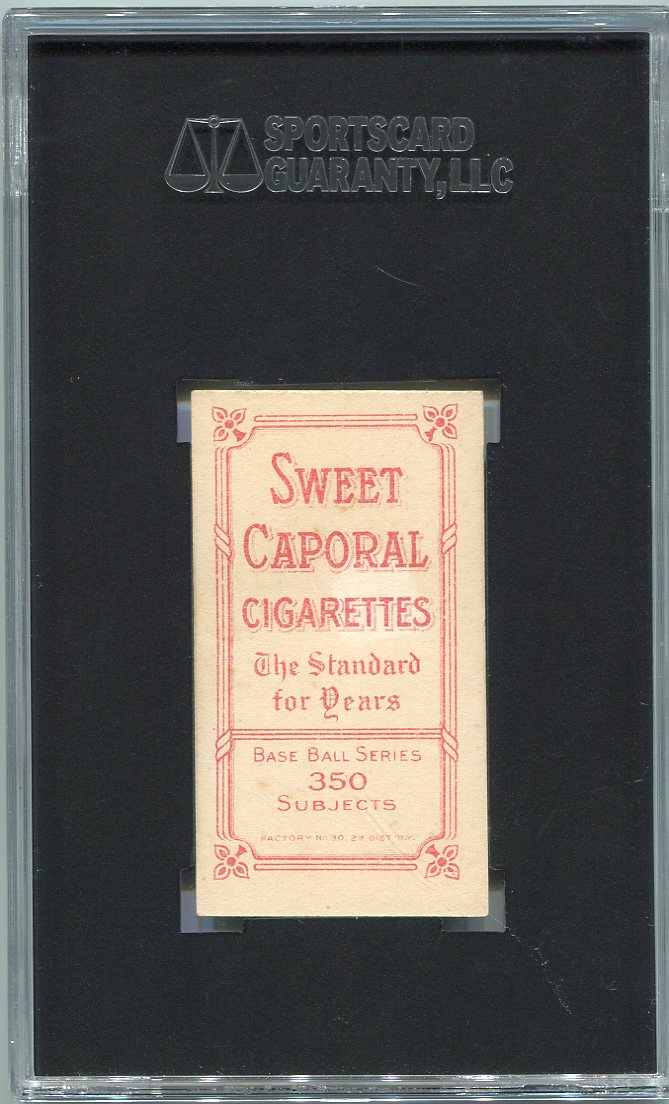 SPORTSCARD
GUARANTY, LLC
SWEET
CAPORAL
CIGARETTES
The Standard
for Years
BASE BALL SERIES
350
SUBJECTS
FACTORY No 30, 2d DIST. N.Y.